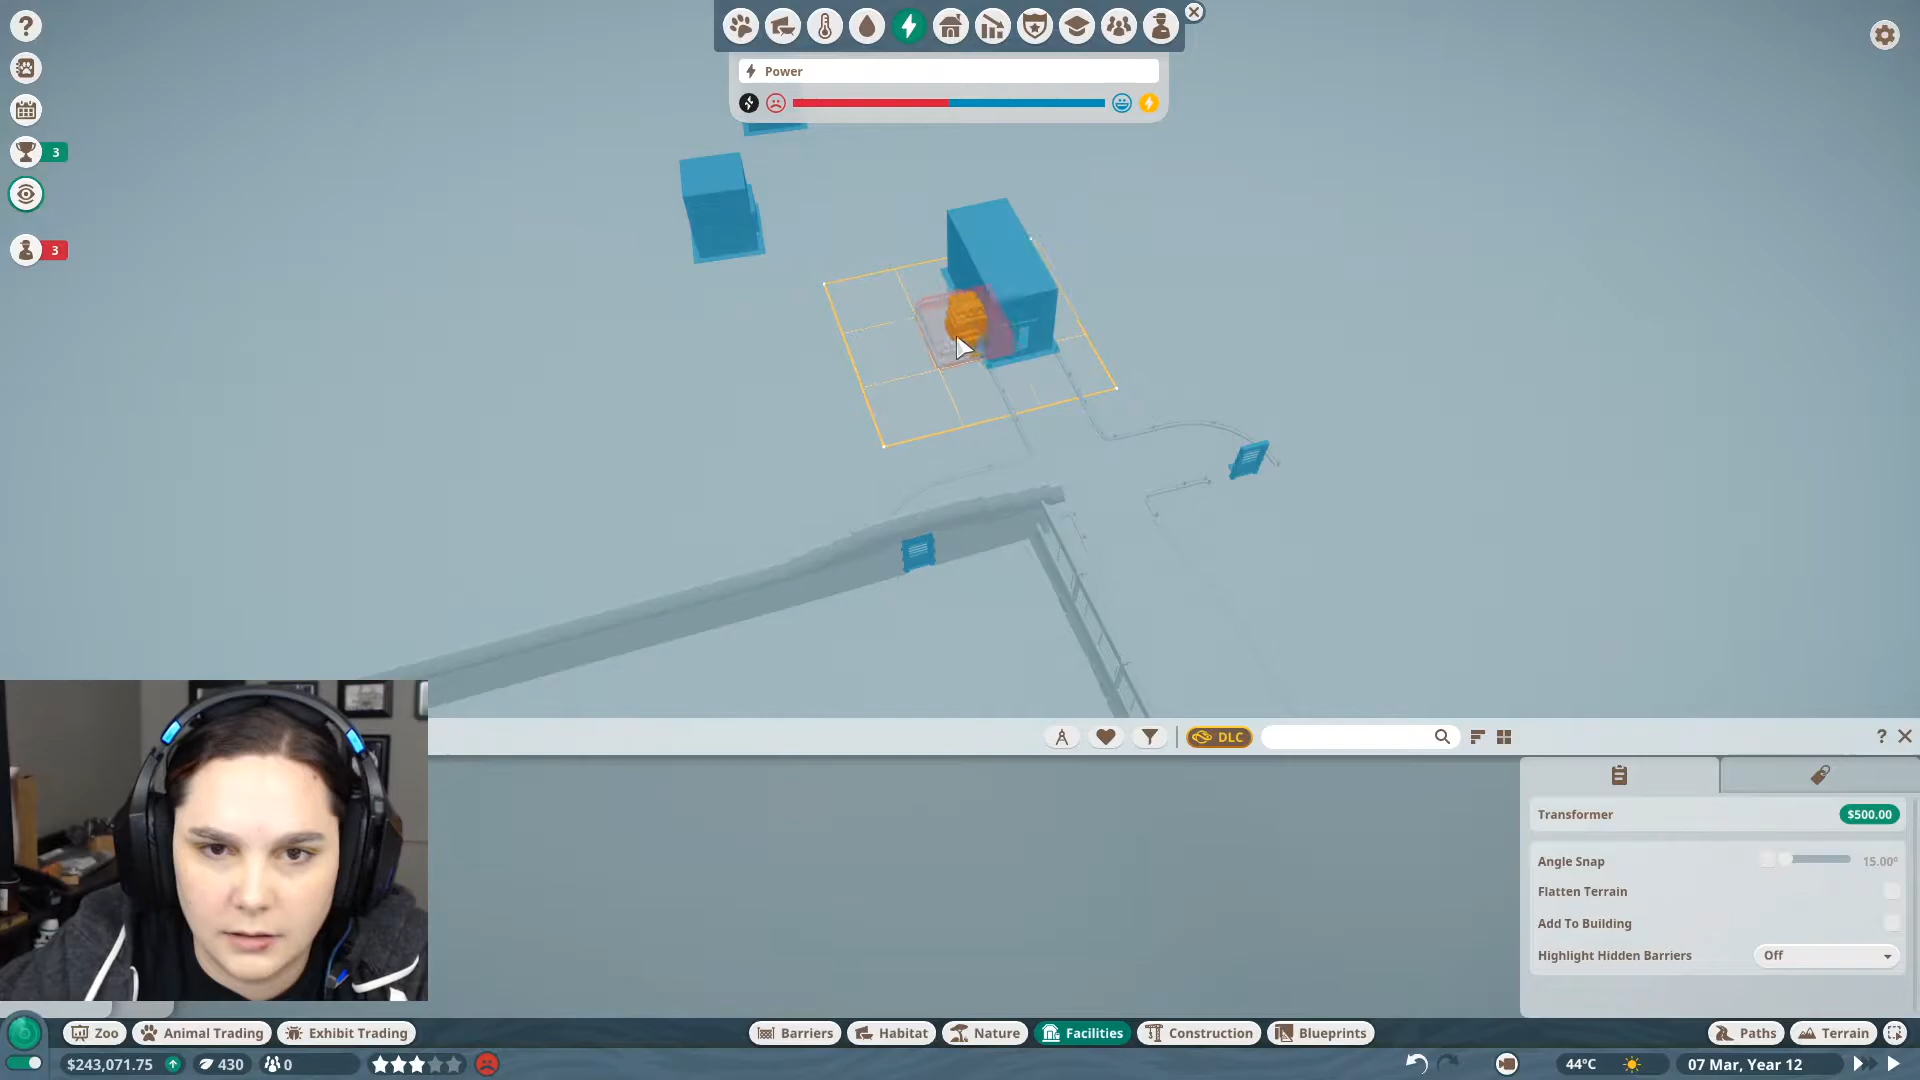 ?
Power
3
3
DLC
?
Transformer
$500.00
Angle Snap
15.00°
Flatten Terrain
Add To Building
Highlight Hidden Barriers
Off
Zoo
Animal Trading
Exhibit Trading
Barriers
Habitat
Nature
Facilities
Construction
Blueprints
Paths
Terrain
$243,071.75
430
0
44°C
07 Mar, Year 12